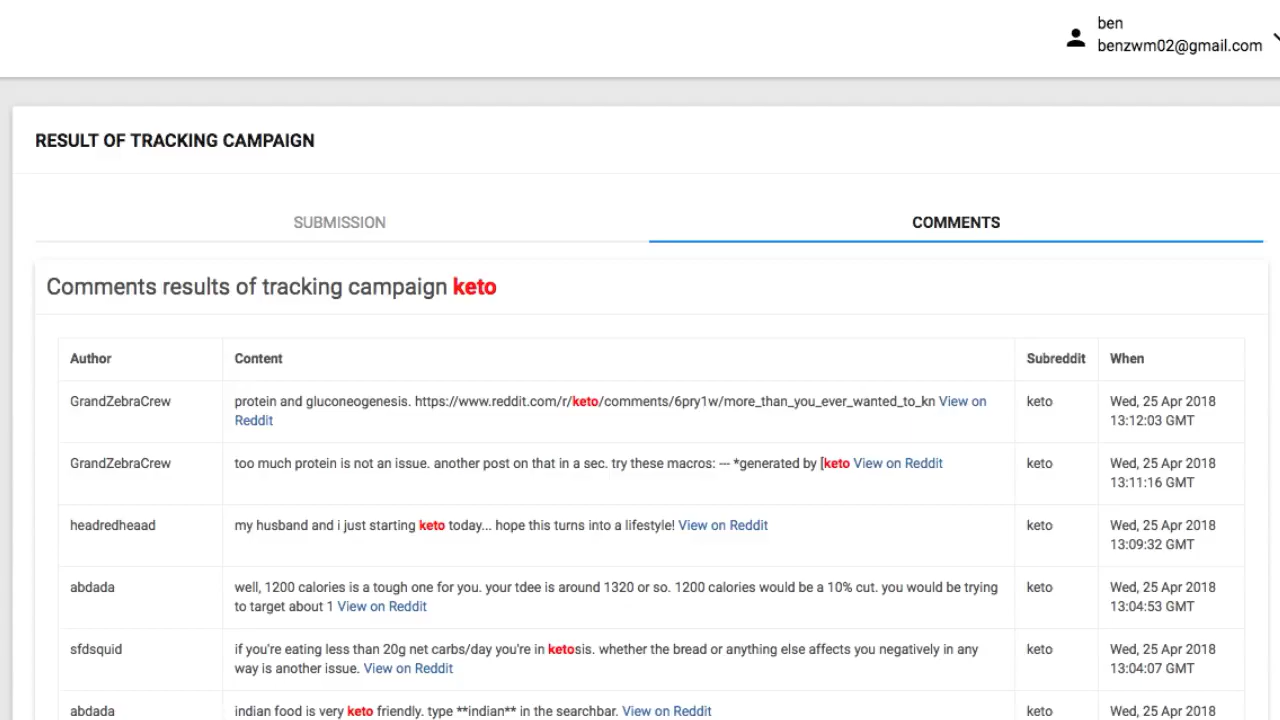 ben
benzwm02@gmail.com
RESULT OF TRACKING CAMPAIGN
SUBMISSION COMMENTS
Comments results of tracking campaign keto
Author Content Subreddit When
GrandZebraCrew protein and gluconeogenesis. https://www.reddit.com/r/keto/comments/6pry1w/more_than_you_ever_wanted_to_kn View on keto Wed, 25 Apr 2018
Reddit 13:12:03 GMT
GrandZebraCrew too much protein is not an issue. another post on that in a sec. try these macros: --- *generated by [keto View on Reddit keto Wed, 25 Apr 2018
13:11:16 GMT
headredheaad my husband and i just starting keto today... hope this turns into a lifestyle! View on Reddit keto Wed, 25 Apr 2018
13:09:32 GMT
abdada well, 1200 calories is a tough one for you. your tdee is around 1320 or so. 1200 calories would be a 10% cut. you would be trying keto Wed, 25 Apr 2018
to target about 1 View on Reddit 13:04:53 GMT
sfdsquid if you're eating less than 20g net carbs/day you're in ketosis. whether the bread or anything else affects you negatively in any keto Wed, 25 Apr 2018
way is another issue. View on Reddit 13:04:07 GMT
abdada indian food is very keto friendly. type **indian** in the searchbar. View on Reddit keto Wed, 25 Apr 2018